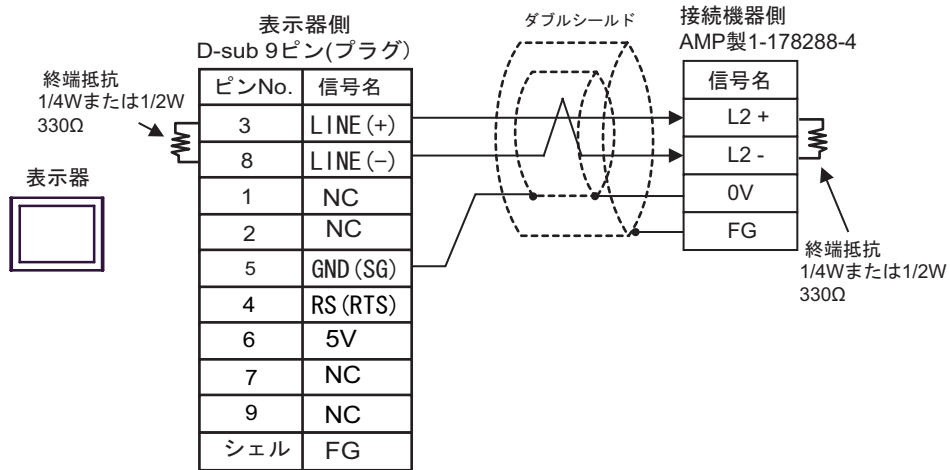 表示器側
D-sub 9ピン(プラグ)
ダブルシールド
接続機器側
AMP製1-178288-4
終端抵抗
1/4Wまたは1/2W
330Ω
表示器
ピンNo. 信号名
3 LINE(+)
8 LINE(−)
1 NC
2 NC
5 GND(SG)
4 RS(RTS)
6 5V
7 NC
9 NC
シェル FG
信号名
L2 +
L2 -
0V
FG
終端抵抗
1/4Wまたは1/2W
330Ω